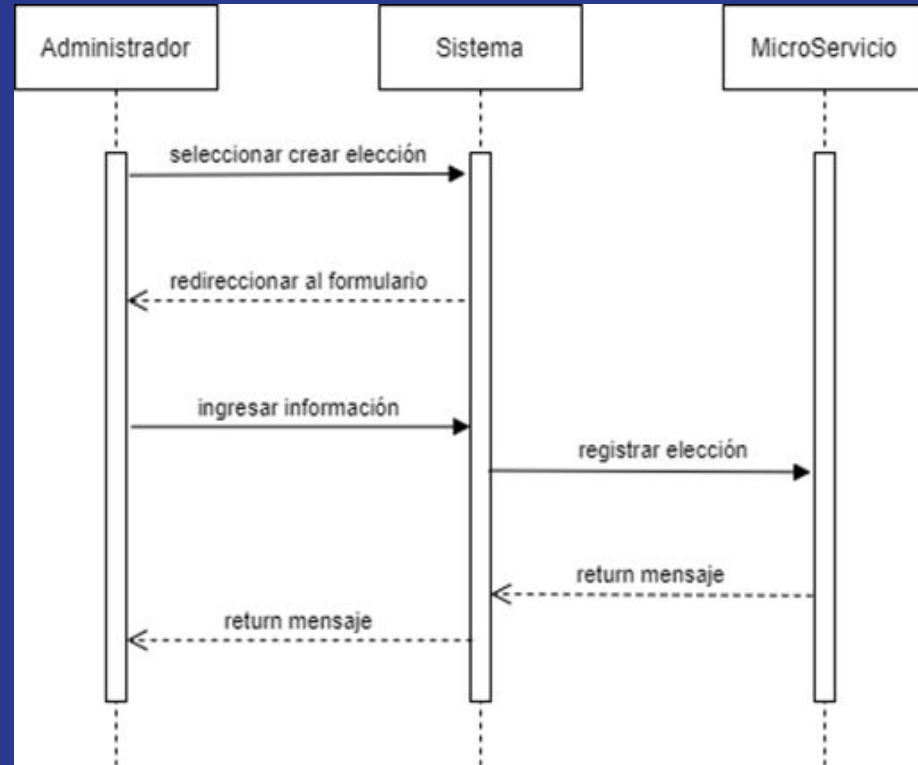 Administrador
Sistema
MicroServicio
seleccionar crear elección
redireccionar al formulario
ingresar información
registrar elección
return mensaje
return mensaje